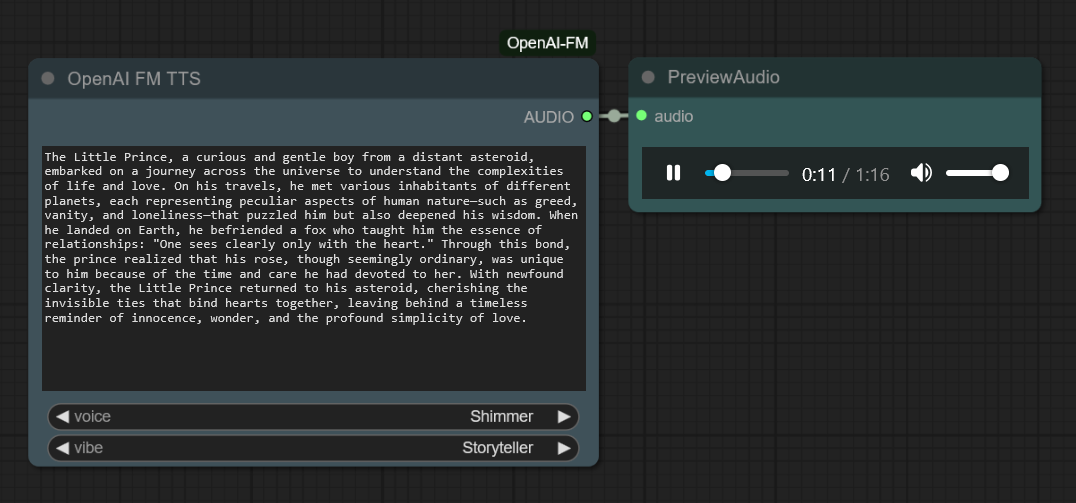 OpenAI-FM
OpenAI FM TTS
AUDIO
The Little Prince, a curious and gentle boy from a distant asteroid,
embarked on a journey across the universe to understand the complexities
of life and love. On his travels, he met various inhabitants of different
planets, each representing peculiar aspects of human nature—such as greed,
vanity, and loneliness—that puzzled him but also deepened his wisdom. When
he landed on Earth, he befriended a fox who taught him the essence of
relationships: "One sees clearly only with the heart." Through this bond,
the prince realized that his rose, though seemingly ordinary, was unique
to him because of the time and care he had devoted to her. With newfound
clarity, the Little Prince returned to his asteroid, cherishing the
invisible ties that bind hearts together, leaving behind a timeless
reminder of innocence, wonder, and the profound simplicity of love.
voice Shimmer
vibe Storyteller
PreviewAudio
audio
0:11 / 1:16